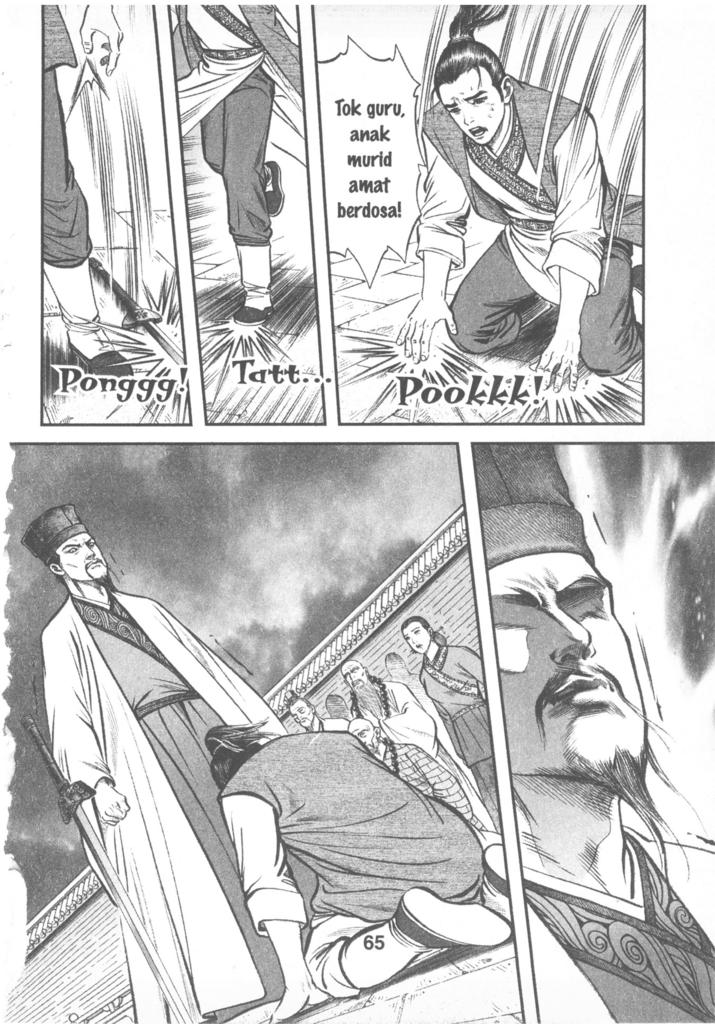 Tok guru,
anak
murid
amat
berdosa!
Ponggg!
Tatt...
Pookkk!
65